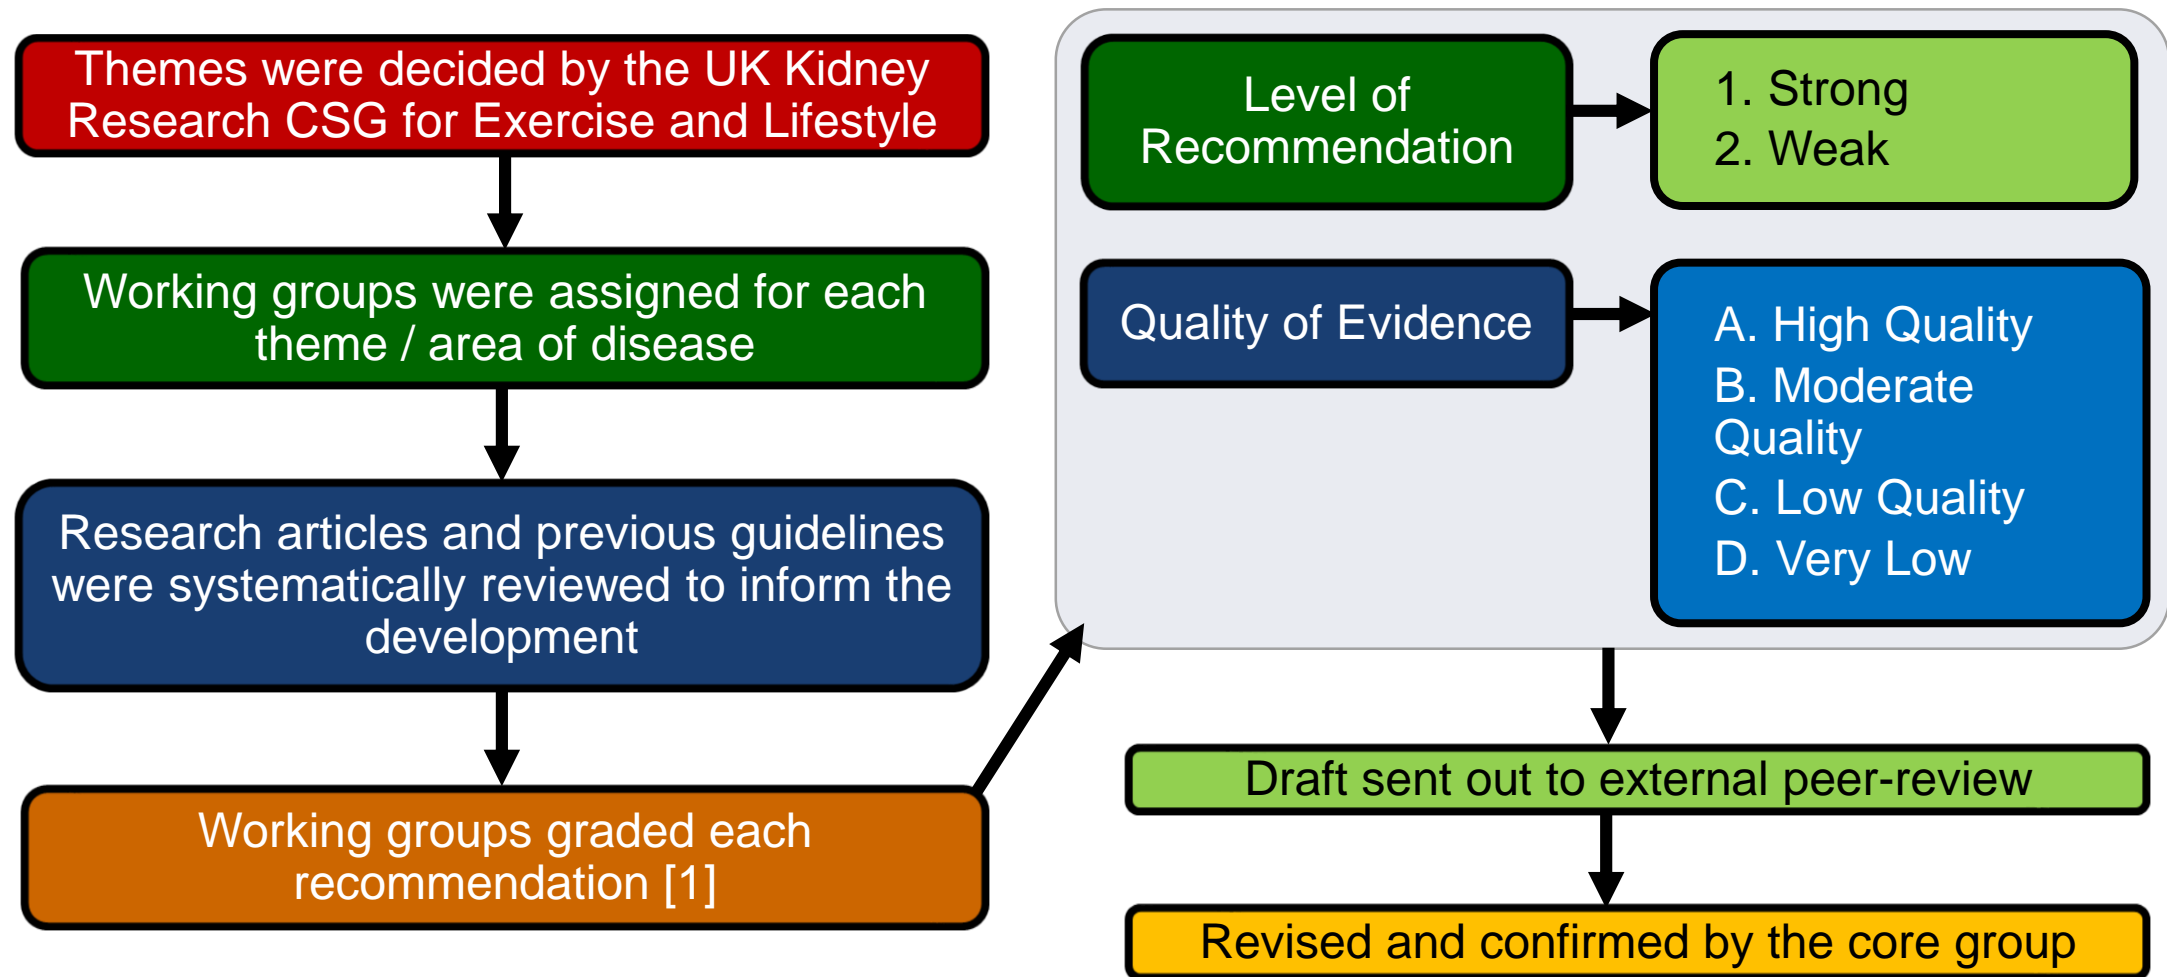 Themes were decided by the UK Kidney
Research CSG for Exercise and Lifestyle
Working groups were assigned for each
theme / area of disease
Research articles and previous guidelines
were systematically reviewed to inform the
development
Working groups graded each
recommendation [1]
Level of
Recommendation
1. Strong
2. Weak
Quality of Evidence
A. High Quality
B. Moderate
Quality
C. Low Quality
D. Very Low
Draft sent out to external peer-review
Revised and confirmed by the core group